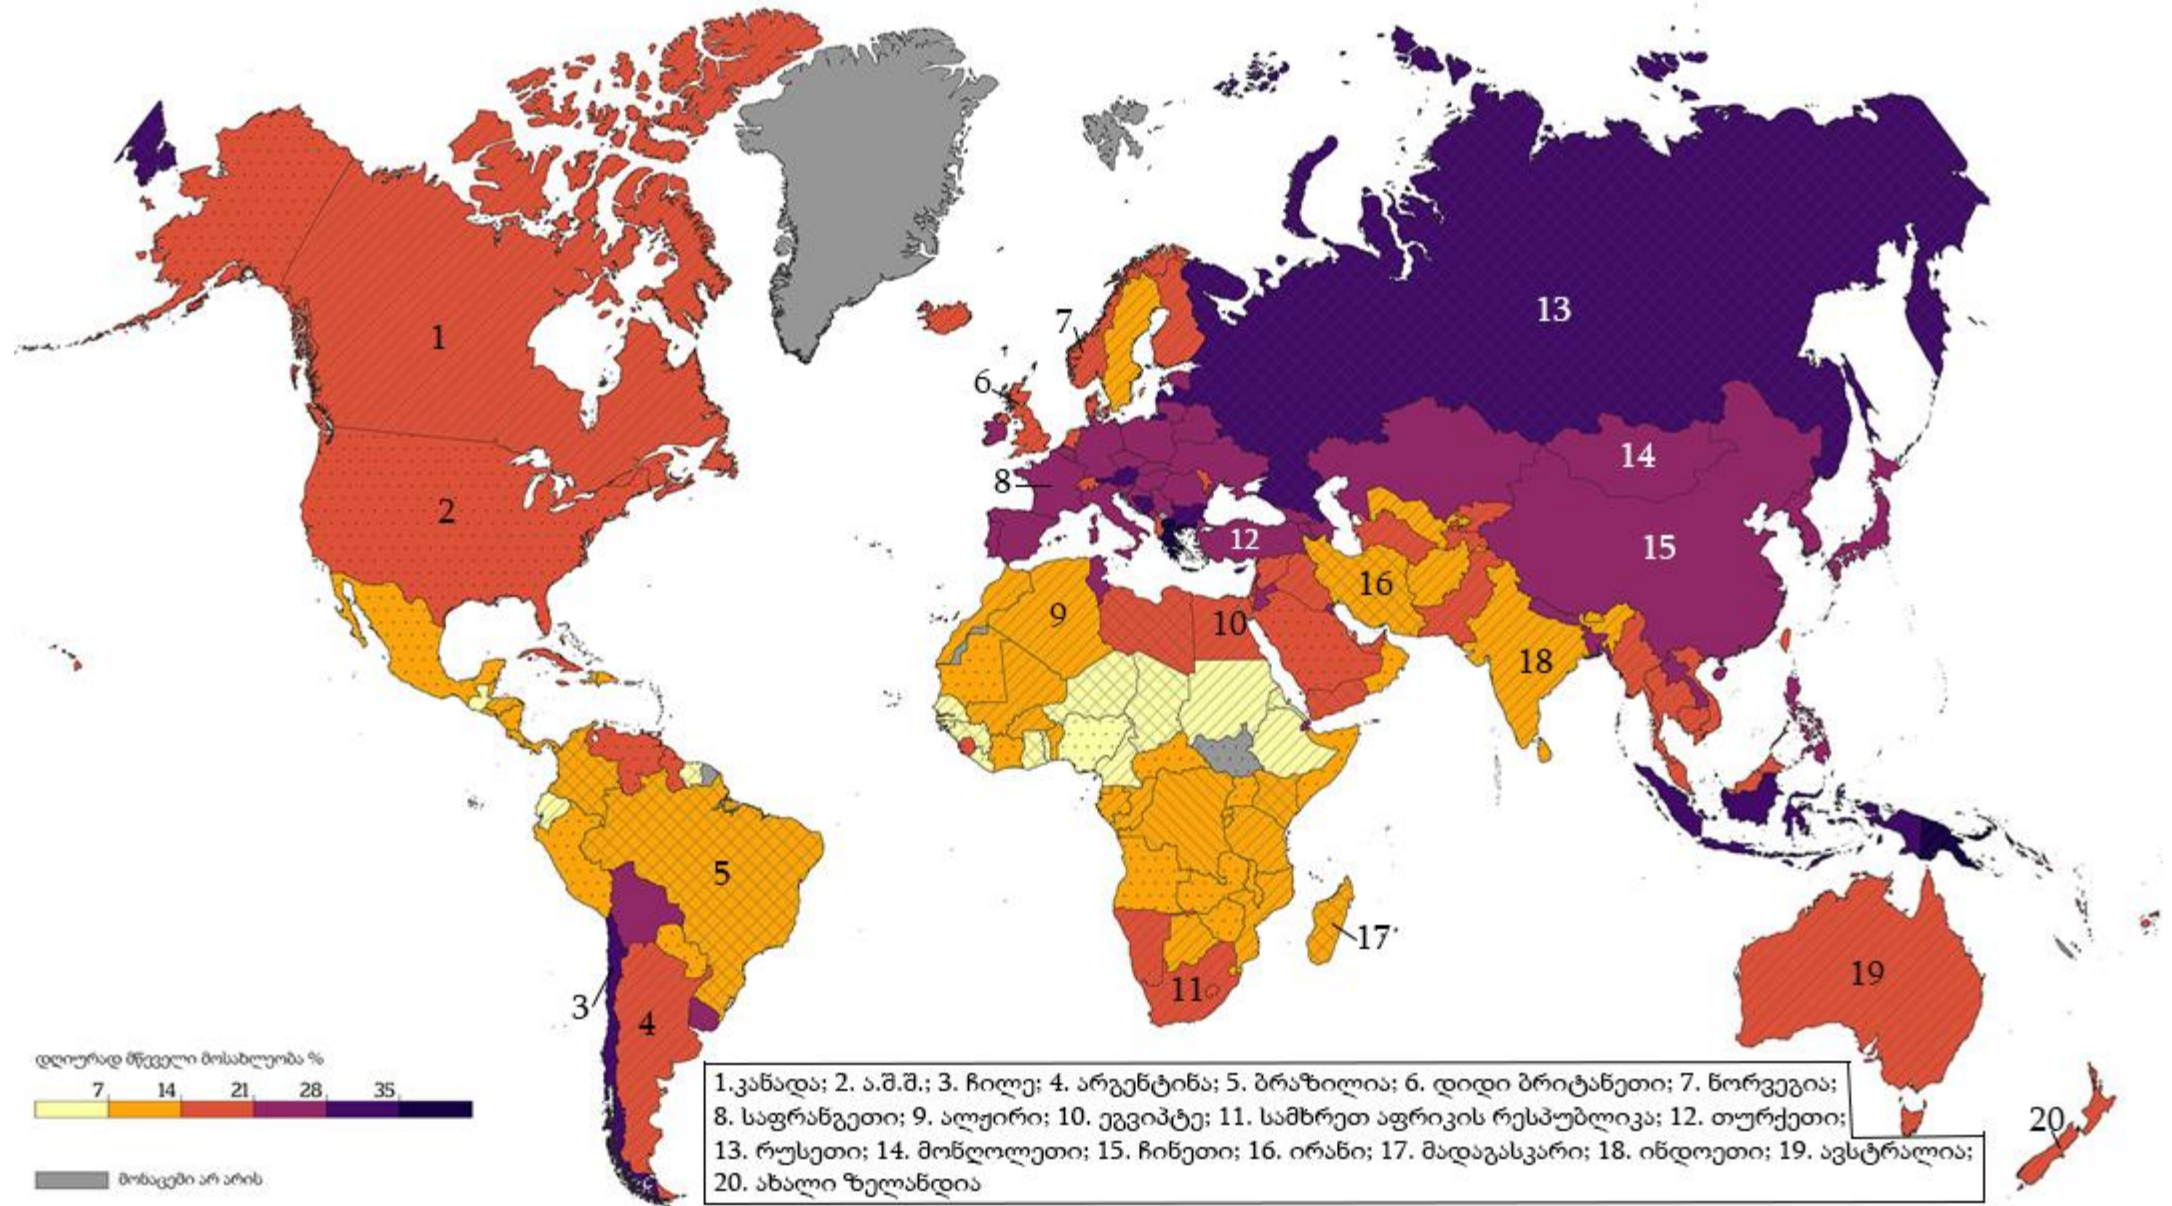 1
2
3
4
5
6
7
8
9
10
11
12
13
14
15
16
17
18
19
20
დღიურად მწეველი მოსახლეობა %
7 14 21 28 35
მონაცემი არ არის
1.კანადა; 2. ა.შ.შ.; 3. ჩილე; 4. არგენტინა; 5. ბრაზილია; 6. დიდი ბრიტანეთი; 7. ნორვეგია;
8. საფრანგეთი; 9. ალჟირი; 10. ეგვიპტე; 11. სამხრეთ აფრიკის რესპუბლიკა; 12. თურქეთი;
13. რუსეთი; 14. მონღოლეთი; 15. ჩინეთი; 16. ირანი; 17. მადაგასკარი; 18. ინდოეთი; 19. ავსტრალია;
20. ახალი ზელანდია